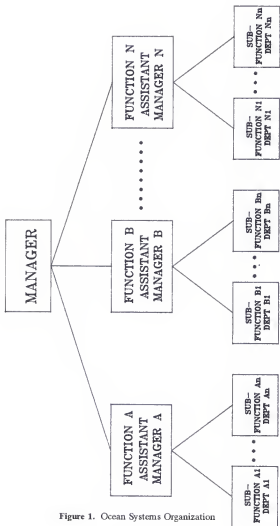 MANAGER
FUNCTION A
ASSISTANT
MANAGER A
FUNCTION B
ASSISTANT
MANAGER B
FUNCTION N
ASSISTANT
MANAGER N
SUB-
FUNCTION A1
DEPT A1
SUB-
FUNCTION An
DEPT An
SUB-
FUNCTION B1
DEPT B1
SUB-
FUNCTION Bn
DEPT Bn
SUB-
FUNCTION N1
DEPT N1
SUB-
FUNCTION Nn
DEPT Nn
Figure 1. Ocean Systems Organization